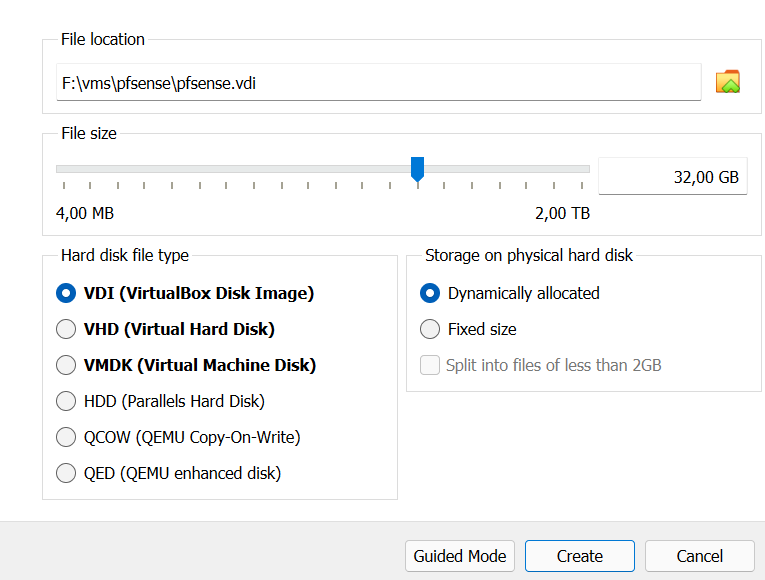 File location
F:\vms\pfsense\pfsense.vdi
File size
32,00 GB
4,00 MB 2,00 TB
Hard disk file type
VDI (VirtualBox Disk Image)
VHD (Virtual Hard Disk)
VMDK (Virtual Machine Disk)
HDD (Parallels Hard Disk)
QCOW (QEMU Copy-On-Write)
QED (QEMU enhanced disk)
Storage on physical hard disk
Dynamically allocated
Fixed size
Split into files of less than 2GB
Guided Mode Create Cancel